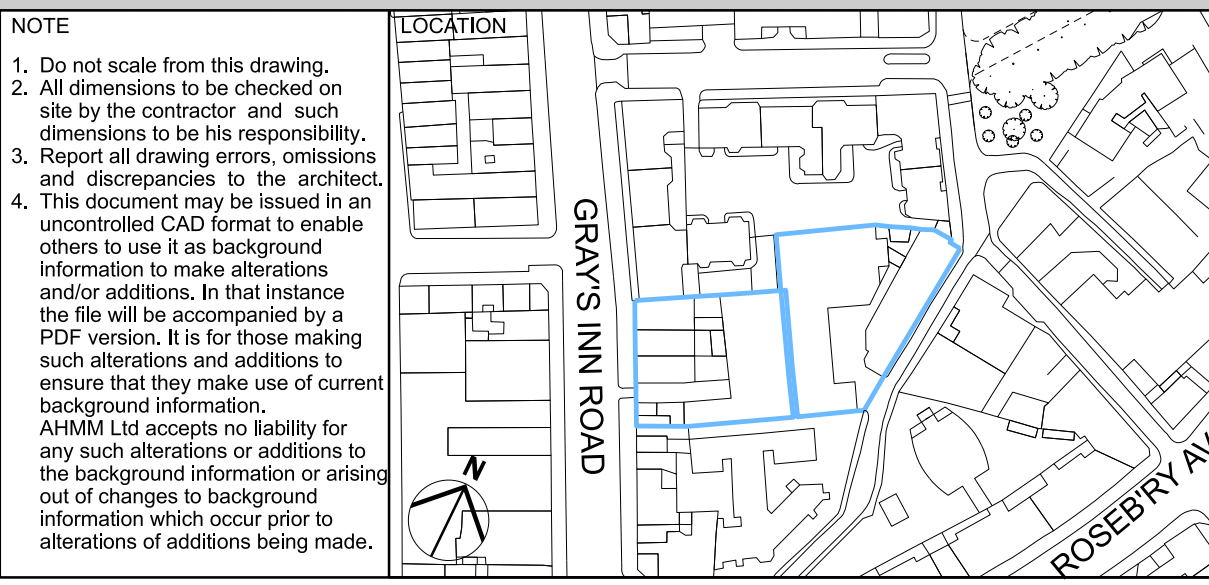 NOTE
1. Do not scale from this drawing.
2. All dimensions to be checked on
site by the contractor and such
dimensions to be his responsibility.
3. Report all drawing errors, omissions
and discrepancies to the architect.
4. This document may be issued in an
uncontrolled CAD format to enable
others to use it as background
information to make alterations
and/or additions. In that instance
the file will be accompanied by a
PDF version. It is for those making
such alterations and additions to
ensure that they make use of current
background information.
AHMM Ltd accepts no liability for
any such alterations or additions to
the background information or arising
out of changes to background
information which occur prior to
alterations of additions being made.
LOCATION
GRAY'S INN ROAD
N
ROSEB'RY AV